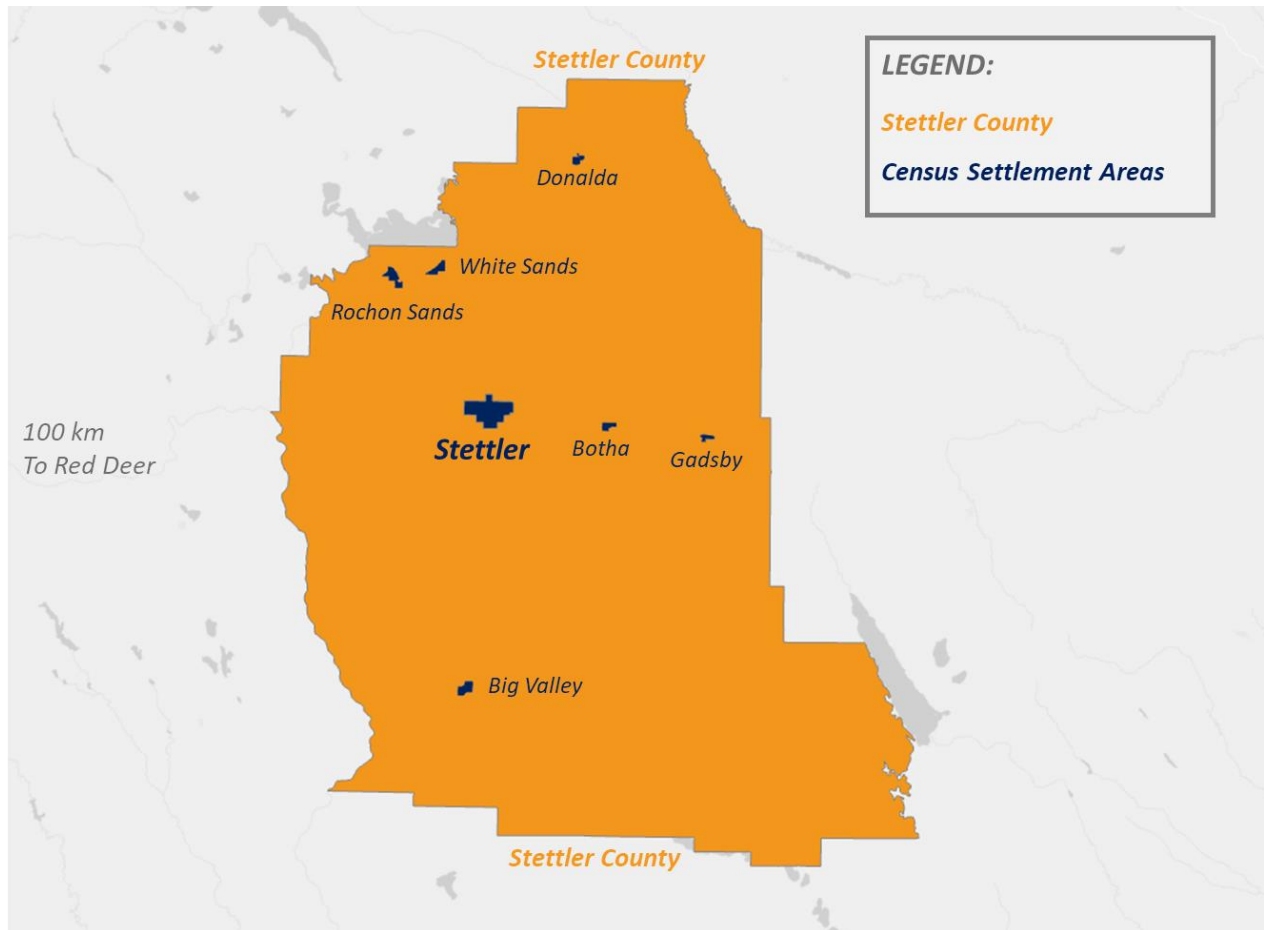 Stettler County
LEGEND:
Stettler County
Census Settlement Areas
Donalda
White Sands
Rochon Sands
100 km
To Red Deer
Stettler
Botha
Gadsby
Big Valley
Stettler County